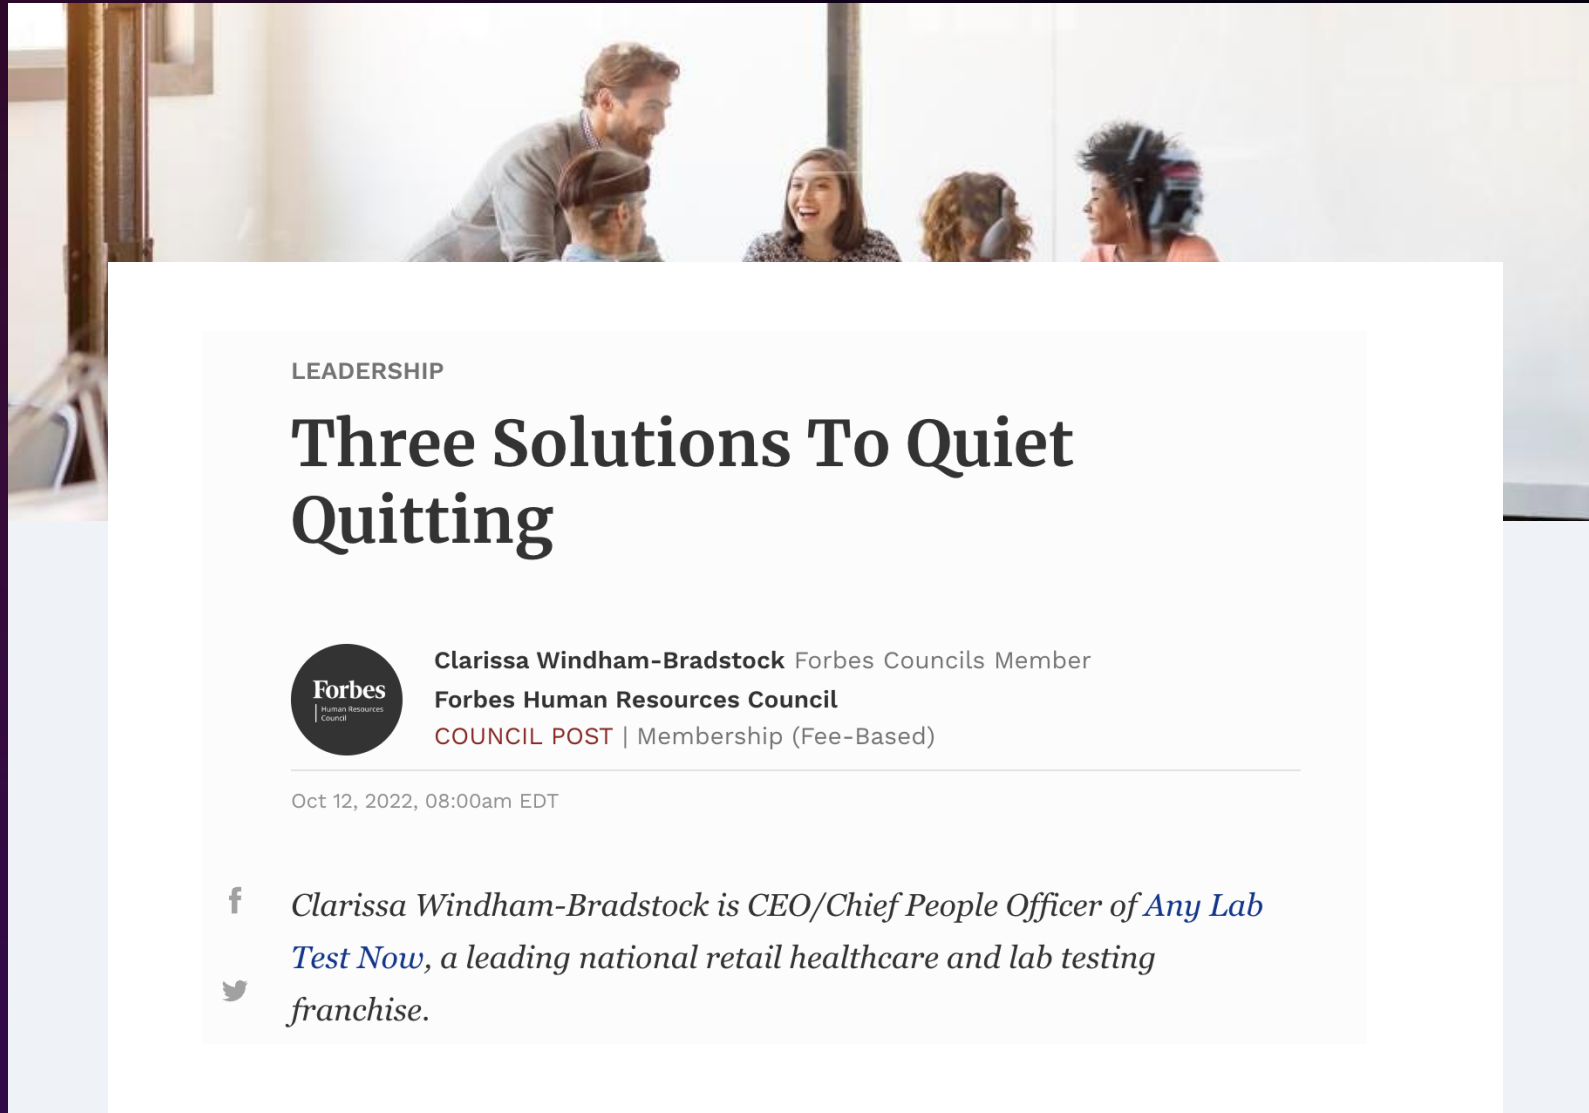 LEADERSHIP
Three Solutions To Quiet
Quitting
Forbes
Human Resources
Council
Clarissa Windham-Bradstock Forbes Councils Member
Forbes Human Resources Council
COUNCIL POST | Membership (Fee-Based)
Oct 12, 2022, 08:00am EDT
Clarissa Windham-Bradstock is CEO/Chief People Officer of Any Lab
Test Now, a leading national retail healthcare and lab testing
franchise.